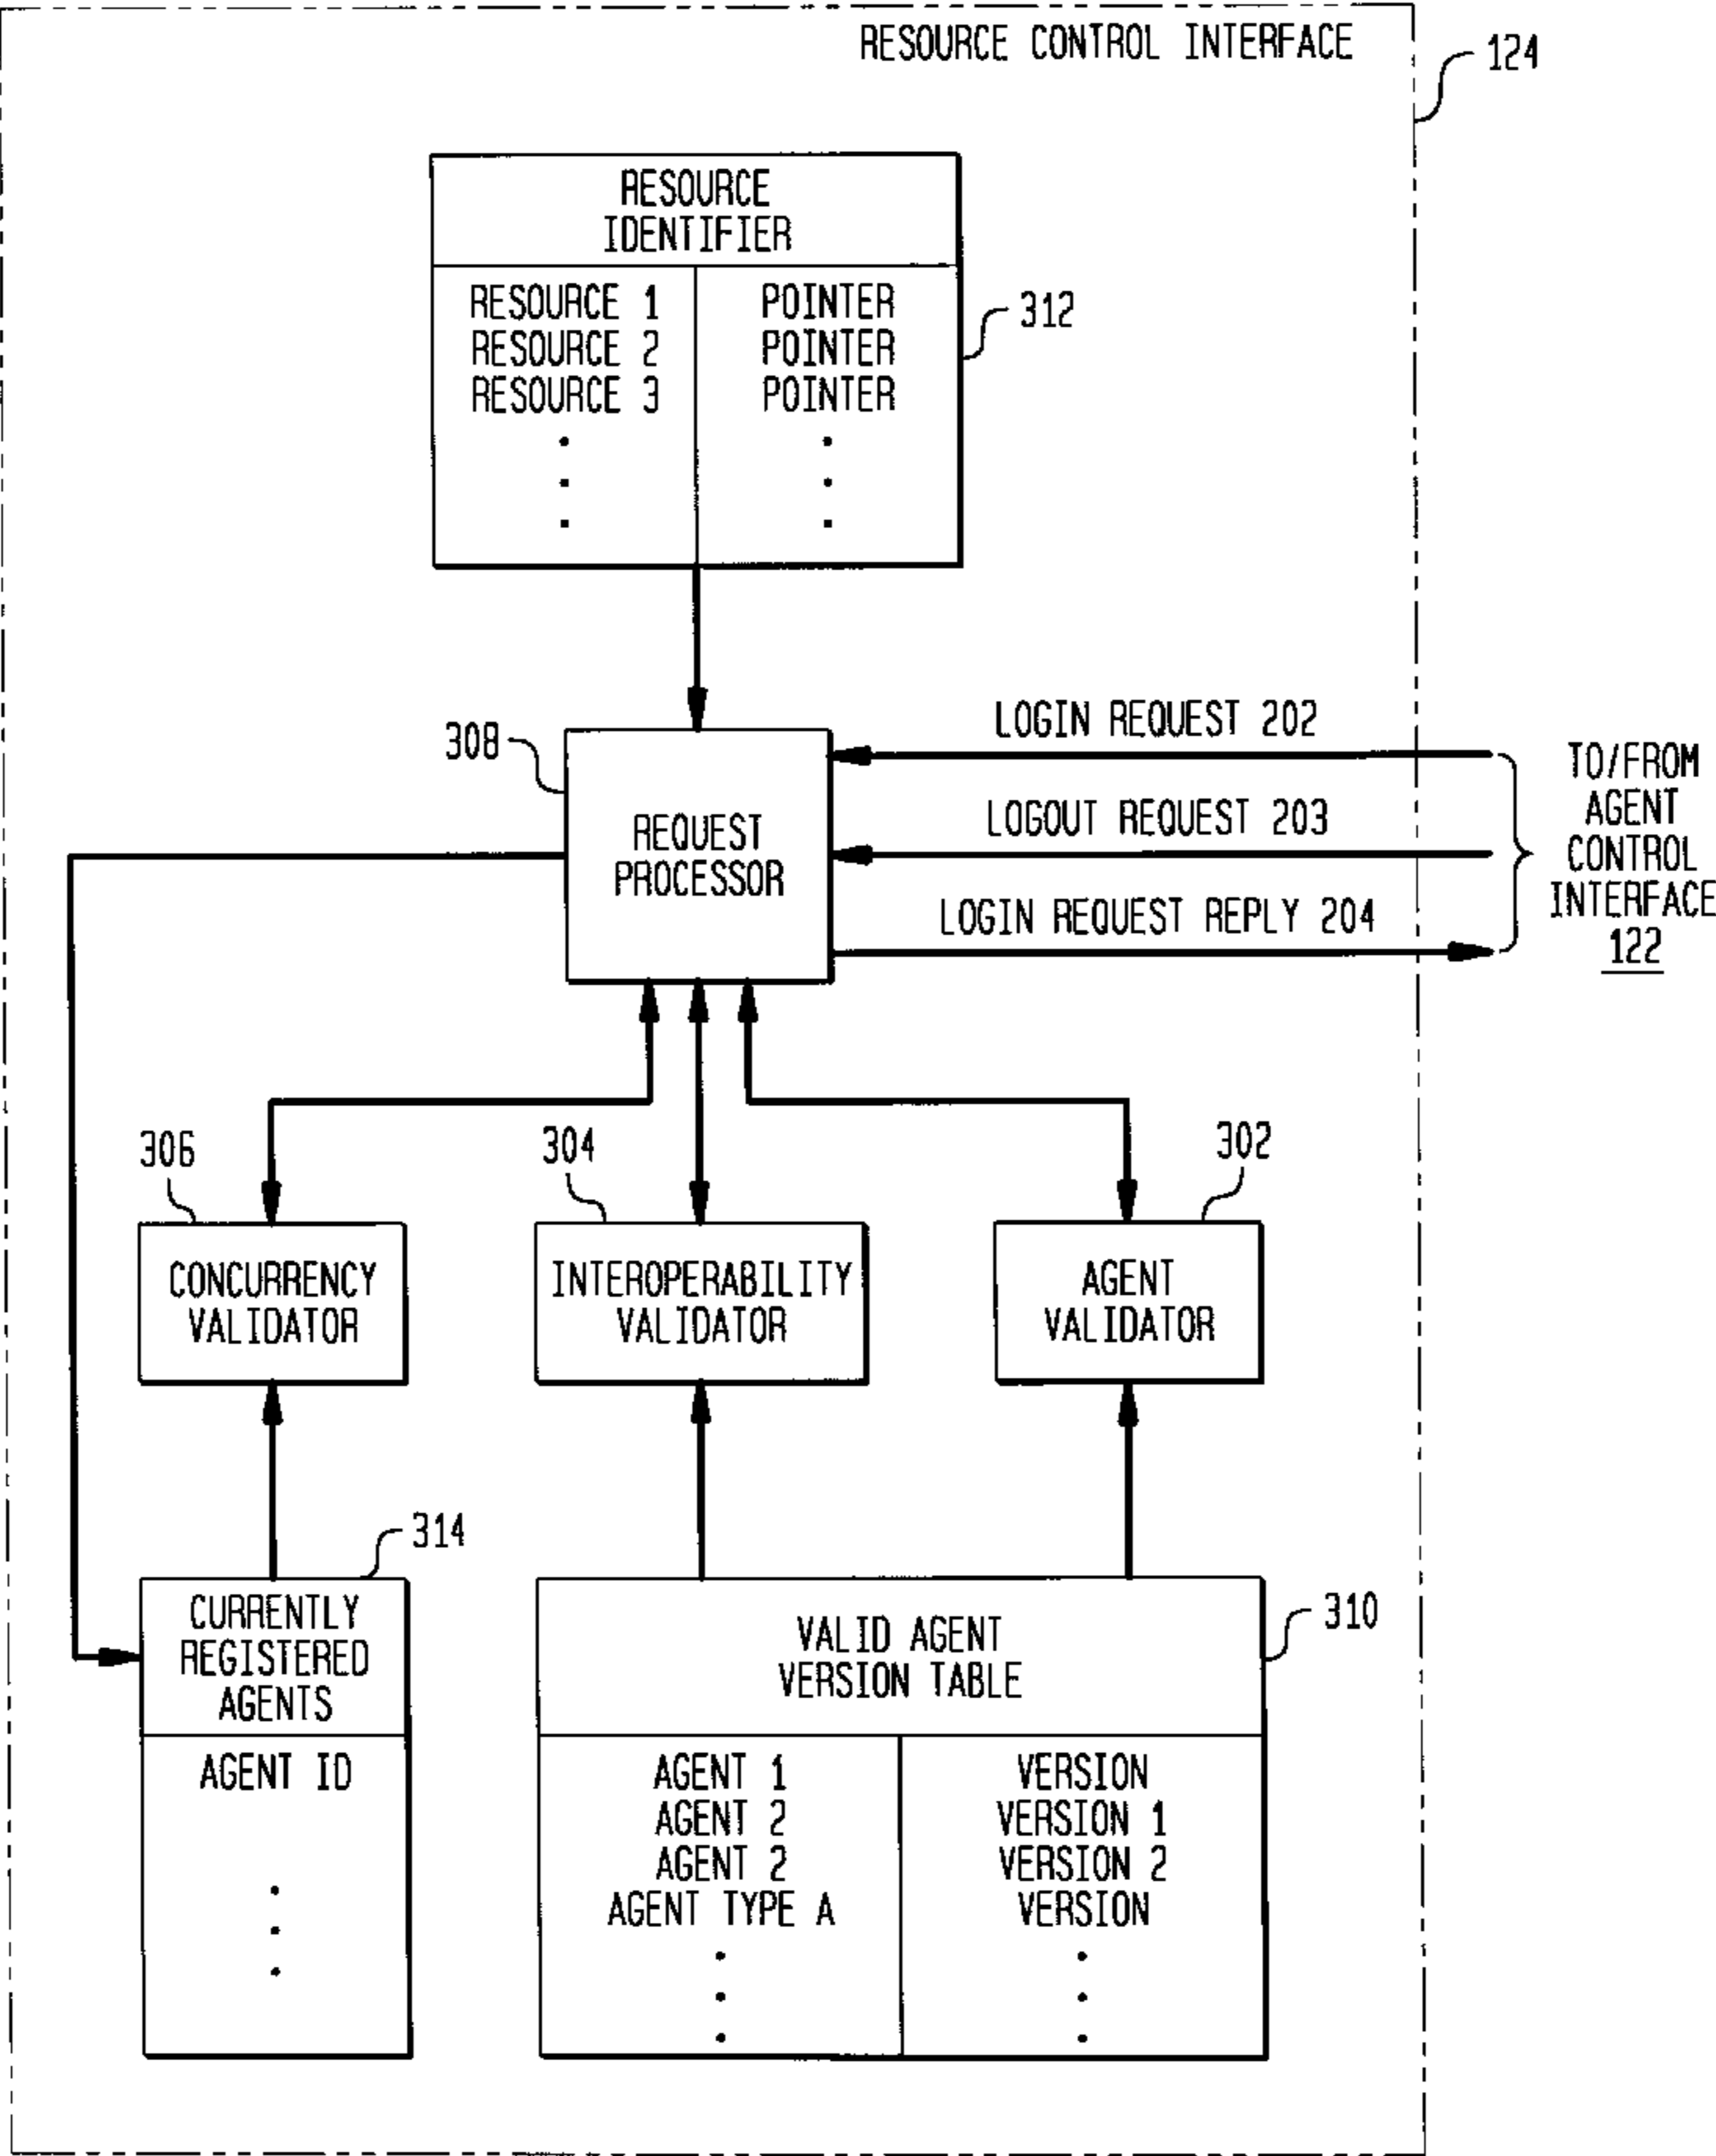 RESOURCE CONTROL INTERFACE
124
RESOURCE
IDENTIFIER
RESOURCE 1 POINTER
RESOURCE 2 POINTER
RESOURCE 3 POINTER
312
308
REQUEST
PROCESSOR
LOGIN REQUEST 202
LOGOUT REQUEST 203
LOGIN REQUEST REPLY 204
TO/FROM
AGENT
CONTROL
INTERFACE
122
306
CONCURRENCY
VALIDATOR
304
INTEROPERABILITY
VALIDATOR
302
AGENT
VALIDATOR
314
CURRENTLY
REGISTERED
AGENTS
AGENT ID
310
VALID AGENT
VERSION TABLE
AGENT 1 VERSION
AGENT 2 VERSION 1
AGENT 2 VERSION 2
AGENT TYPE A VERSION